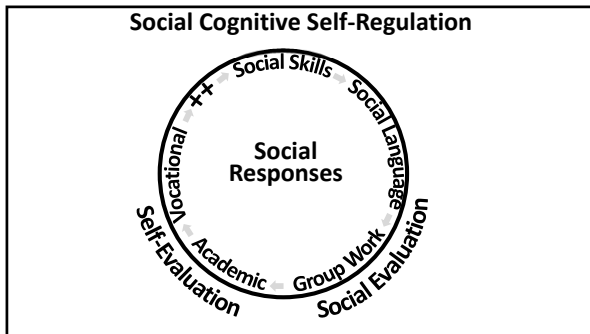 Social Cognitive Self-Regulation
Social Skills
Social Language
Group Work
Academic
Vocational
++
Social
Responses
Self-Evaluation
Social Evaluation